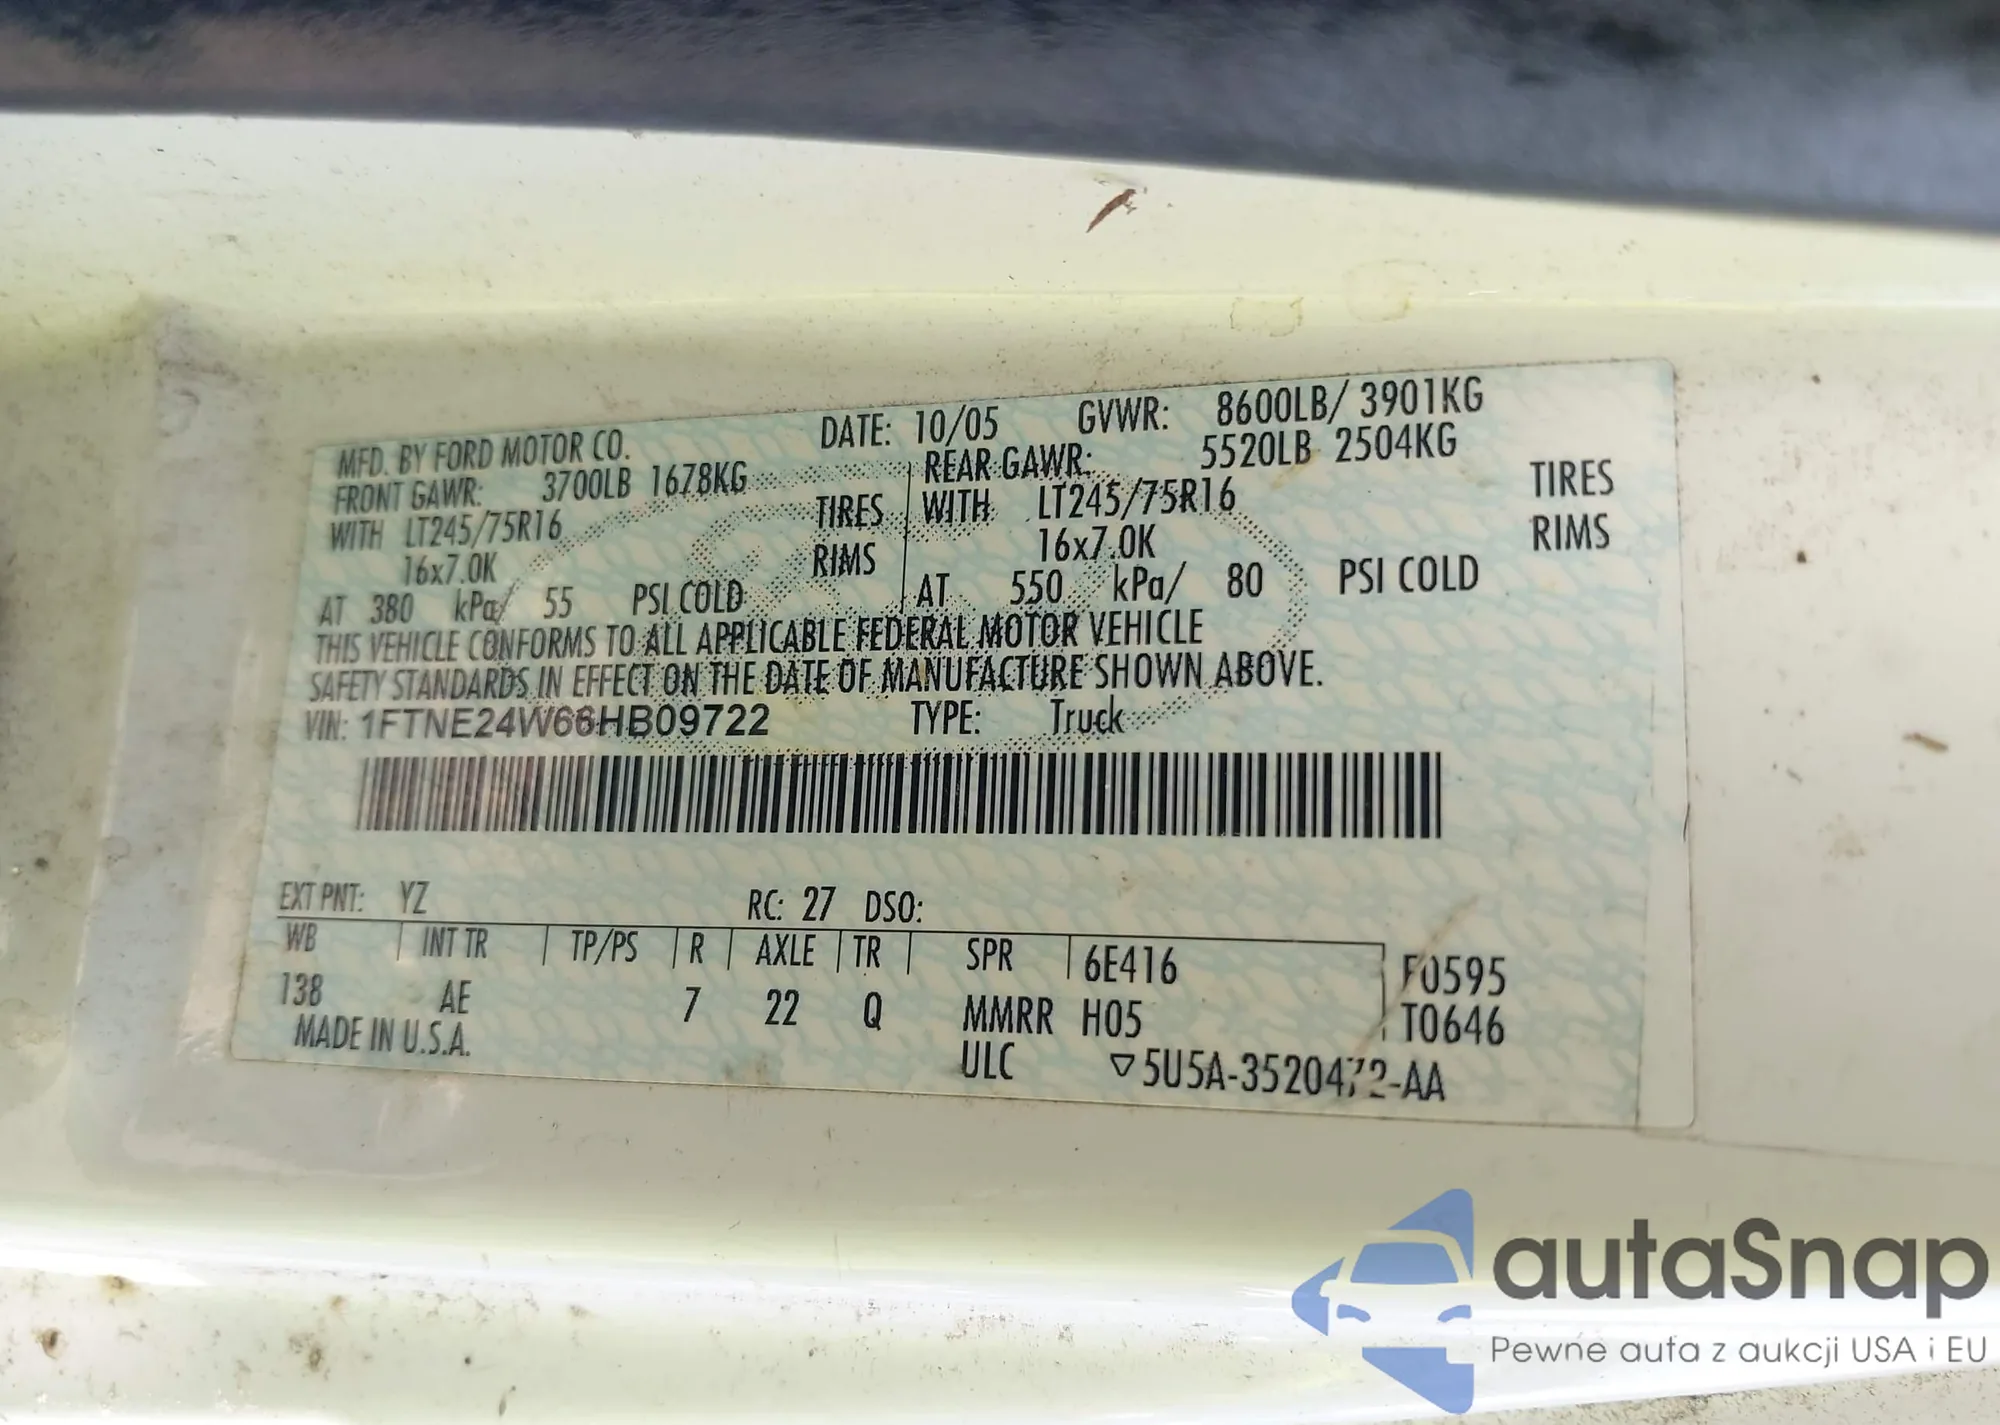 MFD. BY FORD MOTOR CO. DATE: 10/05 GVWR: 8600LB/ 3901KG
FRONT GAWR: 3700LB 1678KG REAR GAWR: 5520LB 2504KG
WITH LT245/75R16 TIRES WITH LT245/75R16 TIRES
16x7.0K RIMS 16x7.0K RIMS
AT 380 kPa/ 55 PSI COLD AT 550 kPa/ 80 PSI COLD
THIS VEHICLE CONFORMS TO ALL APPLICABLE FEDERAL MOTOR VEHICLE
SAFETY STANDARDS IN EFFECT ON THE DATE OF MANUFACTURE SHOWN ABOVE.
VIN: 1FTNE24W66HB09722 TYPE: Truck
EXT PNT: YZ RC: 27 DSO:
WB INT TR TP/PS R AXLE TR SPR 6E416 F0595
138 AE 7 22 Q MMRR H05 T0646
MADE IN U.S.A. ULC ▽5U5A-3520472-AA
autaSnap
Pewne auta z aukcji USA i EU